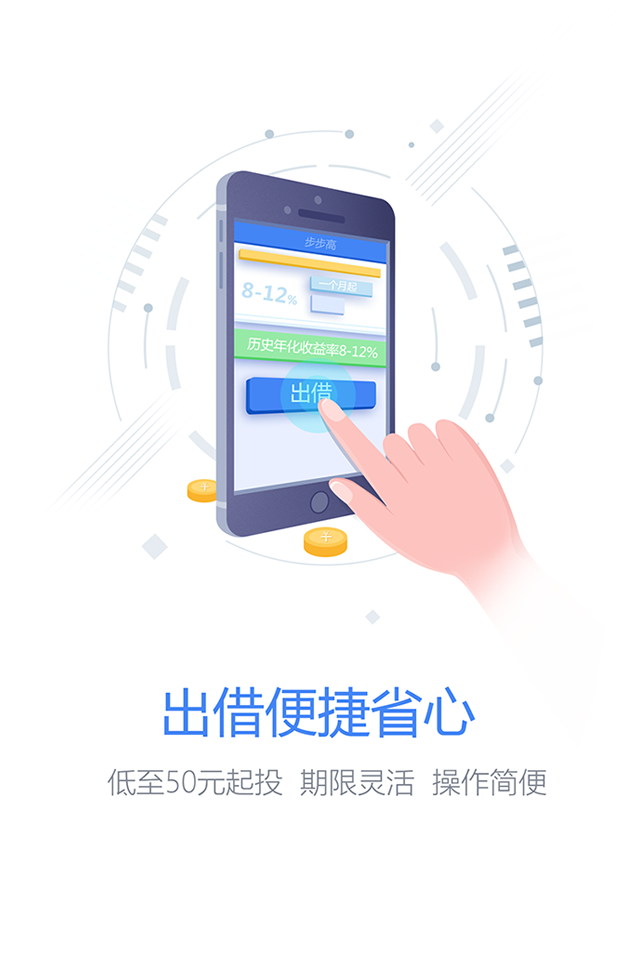 步步高
8-12%
一个月起
历史年化收益率8-12%
出借
出借便捷省心
低至50元起投 期限灵活 操作简便